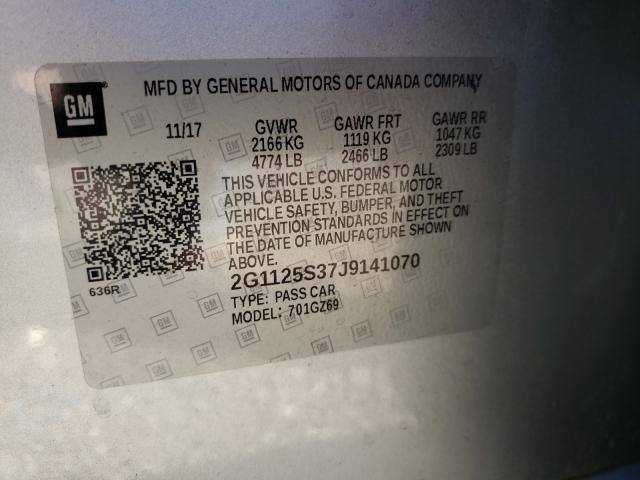 GM
MFD BY GENERAL MOTORS OF CANADA COMPANY
11/17 GVWR GAWR FRT GAWR RR
2166 KG 1119 KG 1047 KG
4774 LB 2466 LB 2309 LB
THIS VEHICLE CONFORMS TO ALL
APPLICABLE U.S. FEDERAL MOTOR
VEHICLE SAFETY, BUMPER, AND THEFT
PREVENTION STANDARDS IN EFFECT ON
THE DATE OF MANUFACTURE SHOWN
ABOVE.
636R
2G1125S37J9141070
TYPE: PASS CAR
MODEL: 701GZ69